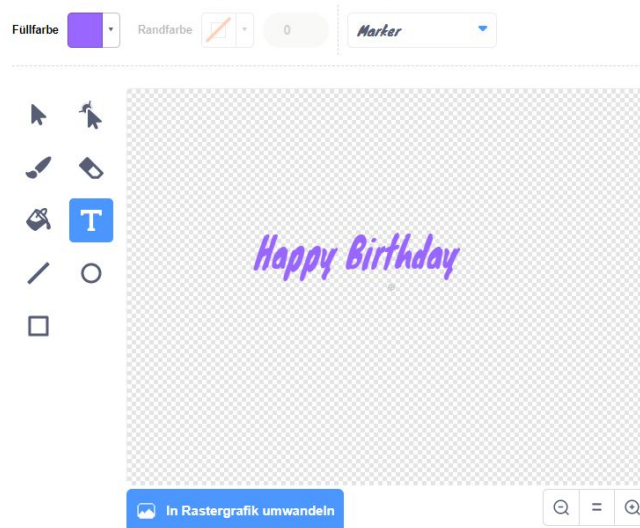 Füllfarbe Randfarbe 0 Marker
T
Happy Birthday
In Rastergrafik umwandeln